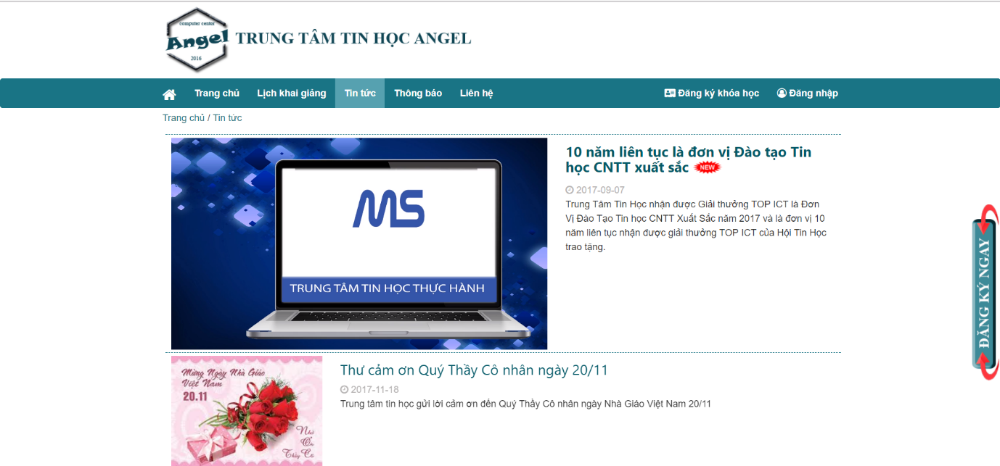 computer center
Angel
2016
TRUNG TÂM TIN HỌC ANGEL
Trang chủ Lịch khai giảng Tin tức Thông báo Liên hệ Đăng ký khóa học Đăng nhập
Trang chủ / Tin tức
MS
TRUNG TÂM TIN HỌC THỰC HÀNH
10 năm liên tục là đơn vị Đào tạo Tin
học CNTT xuất sắc NEW
2017-09-07
Trung Tâm Tin Học nhận được Giải thưởng TOP ICT là Đơn
Vị Đào Tạo Tin học CNTT Xuất Sắc năm 2017 và là đơn vị 10
năm liên tục nhận được giải thưởng TOP ICT của Hội Tin Học
trao tặng.
ĐĂNG KÝ NGAY
Mừng Ngày Nhà Giáo
Việt Nam
20.11
Nhớ
Ơn
Thầy Cô
Thư cảm ơn Quý Thầy Cô nhân ngày 20/11
2017-11-18
Trung tâm tin học gửi lời cảm ơn đến Quý Thầy Cô nhân ngày Nhà Giáo Việt Nam 20/11